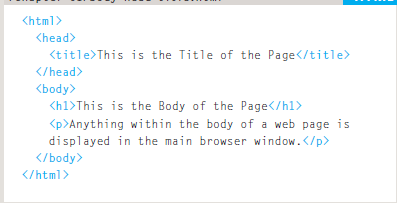 <html>
<head>
<title>This is the Title of the Page</title>
</head>
<body>
<h1>This is the Body of the Page</h1>
<p>Anything within the body of a web page is
displayed in the main browser window.</p>
</body>
</html>